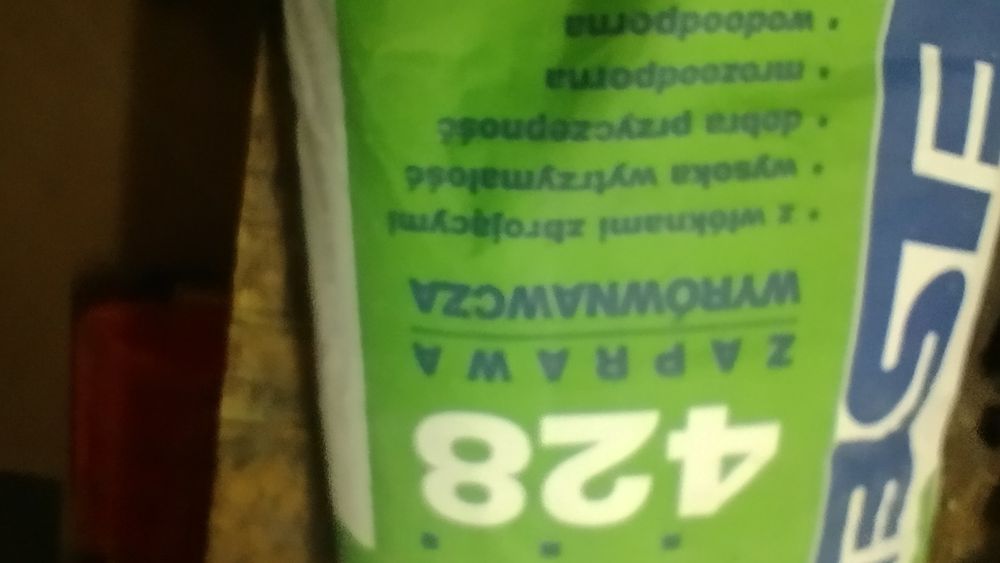 428
ZAPRAWA
WYRÓWNAWCZA
• z włóknami zbrojącymi
• wysoka wytrzymałość
• dobra przyczepność
• mrozoodporna
• wodoodporna